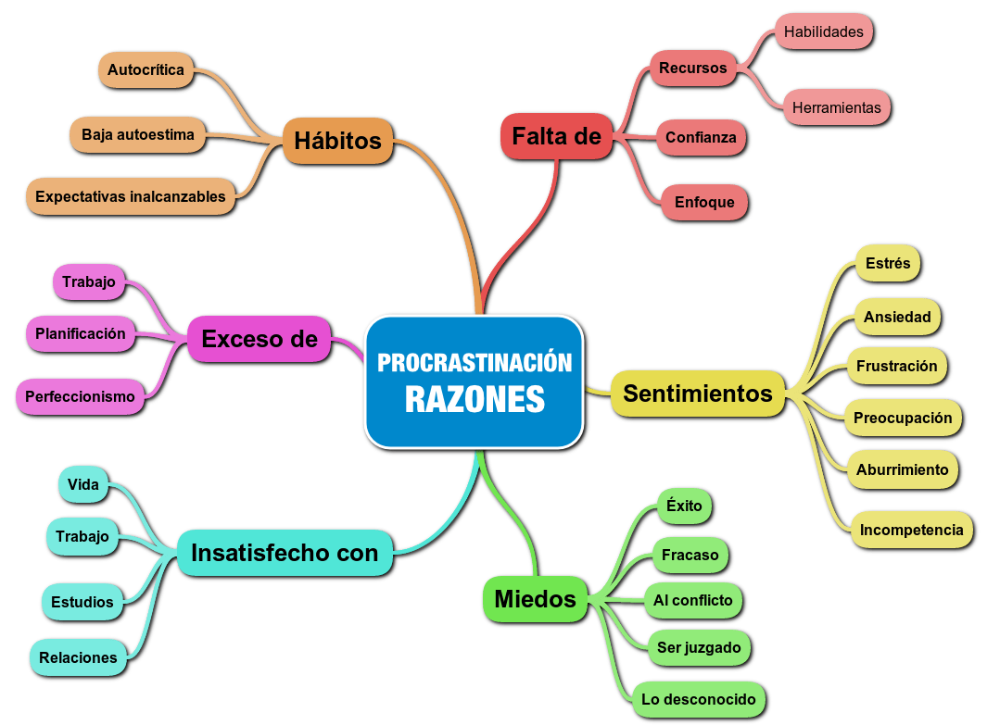 PROCRASTINACIÓN
RAZONES
Falta de
Recursos
Habilidades
Herramientas
Confianza
Enfoque
Sentimientos
Estrés
Ansiedad
Frustración
Preocupación
Aburrimiento
Incompetencia
Miedos
Éxito
Fracaso
Al conflicto
Ser juzgado
Lo desconocido
Insatisfecho con
Vida
Trabajo
Estudios
Relaciones
Exceso de
Trabajo
Planificación
Perfeccionismo
Hábitos
Autocrítica
Baja autoestima
Expectativas inalcanzables